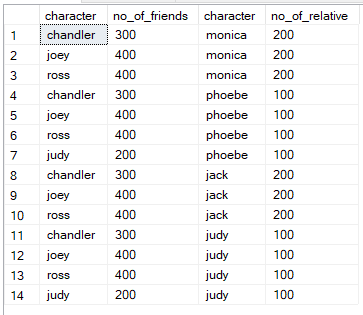 character no_of_friends character no_of_relative
1 chandler 300 monica 200
2 joey 400 monica 200
3 ross 400 monica 200
4 chandler 300 phoebe 100
5 joey 400 phoebe 100
6 ross 400 phoebe 100
7 judy 200 phoebe 100
8 chandler 300 jack 200
9 joey 400 jack 200
10 ross 400 jack 200
11 chandler 300 judy 100
12 joey 400 judy 100
13 ross 400 judy 100
14 judy 200 judy 100